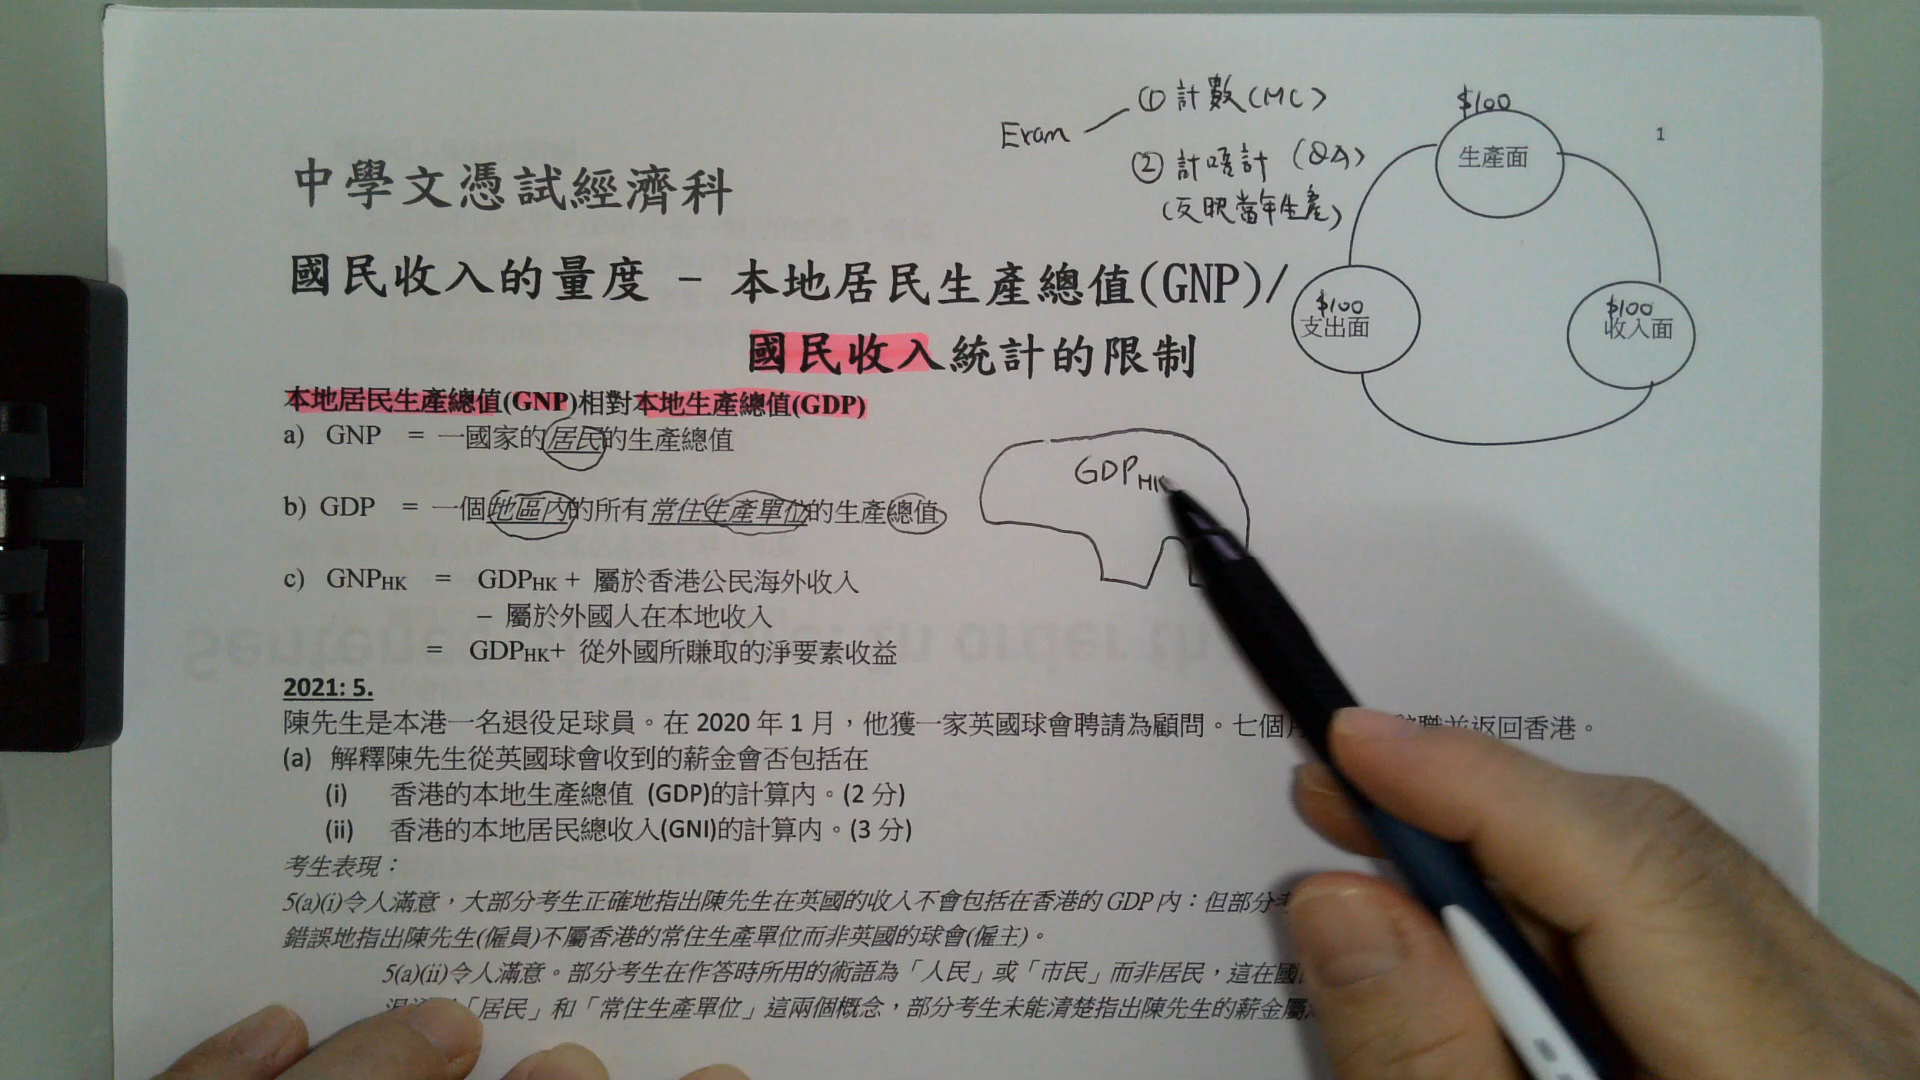 Exam ① 計數(MC)
② 計唔計 (QA)
(反映當年生產)
$100
生產面
1
中學文憑試經濟科
國民收入的量度 – 本地居民生產總值(GNP)/
$100
支出面
$100
收入面
國民收入統計的限制
本地居民生產總值(GNP)相對本地生產總值(GDP)
a) GNP = 一國家的居民的生產總值
GDPHK
b) GDP = 一個地區內的所有常住生產單位的生產總值
c) GNPHK = GDPHK + 屬於香港公民海外收入
– 屬於外國人在本地收入
= GDPHK+ 從外國所賺取的淨要素收益
2021: 5.
陳先生是本港一名退役足球員。在 2020 年 1 月，他獲一家英國球會聘請為顧問。七個月 職並返回香港。
(a) 解釋陳先生從英國球會收到的薪金會否包括在
(i) 香港的本地生產總值 (GDP)的計算內。(2 分)
(ii) 香港的本地居民總收入(GNI)的計算內。(3 分)
考生表現：
5(a)(i)令人滿意，大部分考生正確地指出陳先生在英國的收入不會包括在香港的 GDP 內：但部分考
錯誤地指出陳先生(僱員)不屬香港的常住生產單位而非英國的球會(僱主)。
5(a)(ii)令人滿意。部分考生在作答時所用的術語為「人民」或「市民」而非居民，這在國
「居民」和「常住生產單位」這兩個概念，部分考生未能清楚指出陳先生的薪金屬